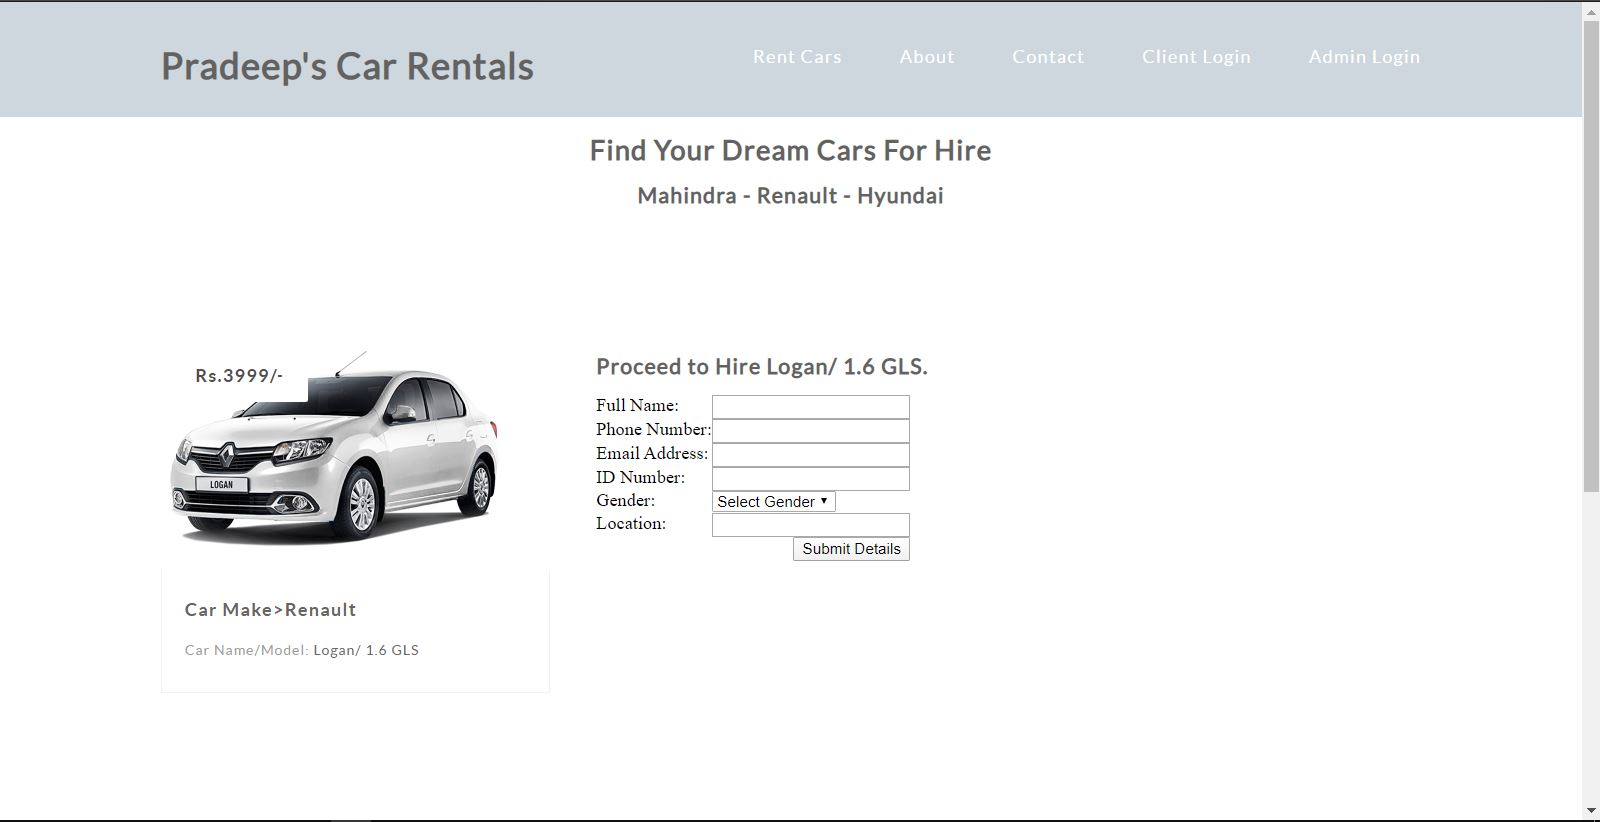 Pradeep's Car Rentals
Rent Cars About Contact Client Login Admin Login
Find Your Dream Cars For Hire
Mahindra - Renault - Hyundai
Rs.3999/-
LOGAN
Car Make>Renault
Car Name/Model: Logan/ 1.6 GLS
Proceed to Hire Logan/ 1.6 GLS.
Full Name:
Phone Number:
Email Address:
ID Number:
Gender: Select Gender
Location:
Submit Details